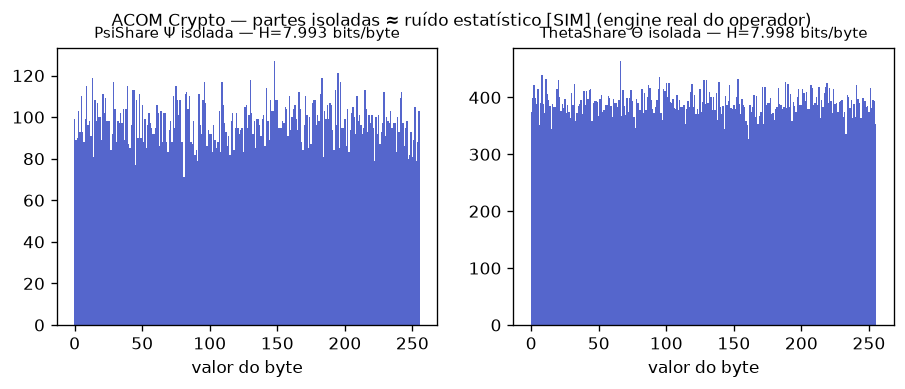 ACOM Crypto — partes isoladas ≈ ruído estatístico [SIM] (engine real do operador)
PsiShare Ψ isolada — H=7.993 bits/byte
ThetaShare Θ isolada — H=7.998 bits/byte
120
100
80
60
40
20
0
0 50 100 150 200 250
valor do byte
400
300
200
100
0
0 50 100 150 200 250
valor do byte